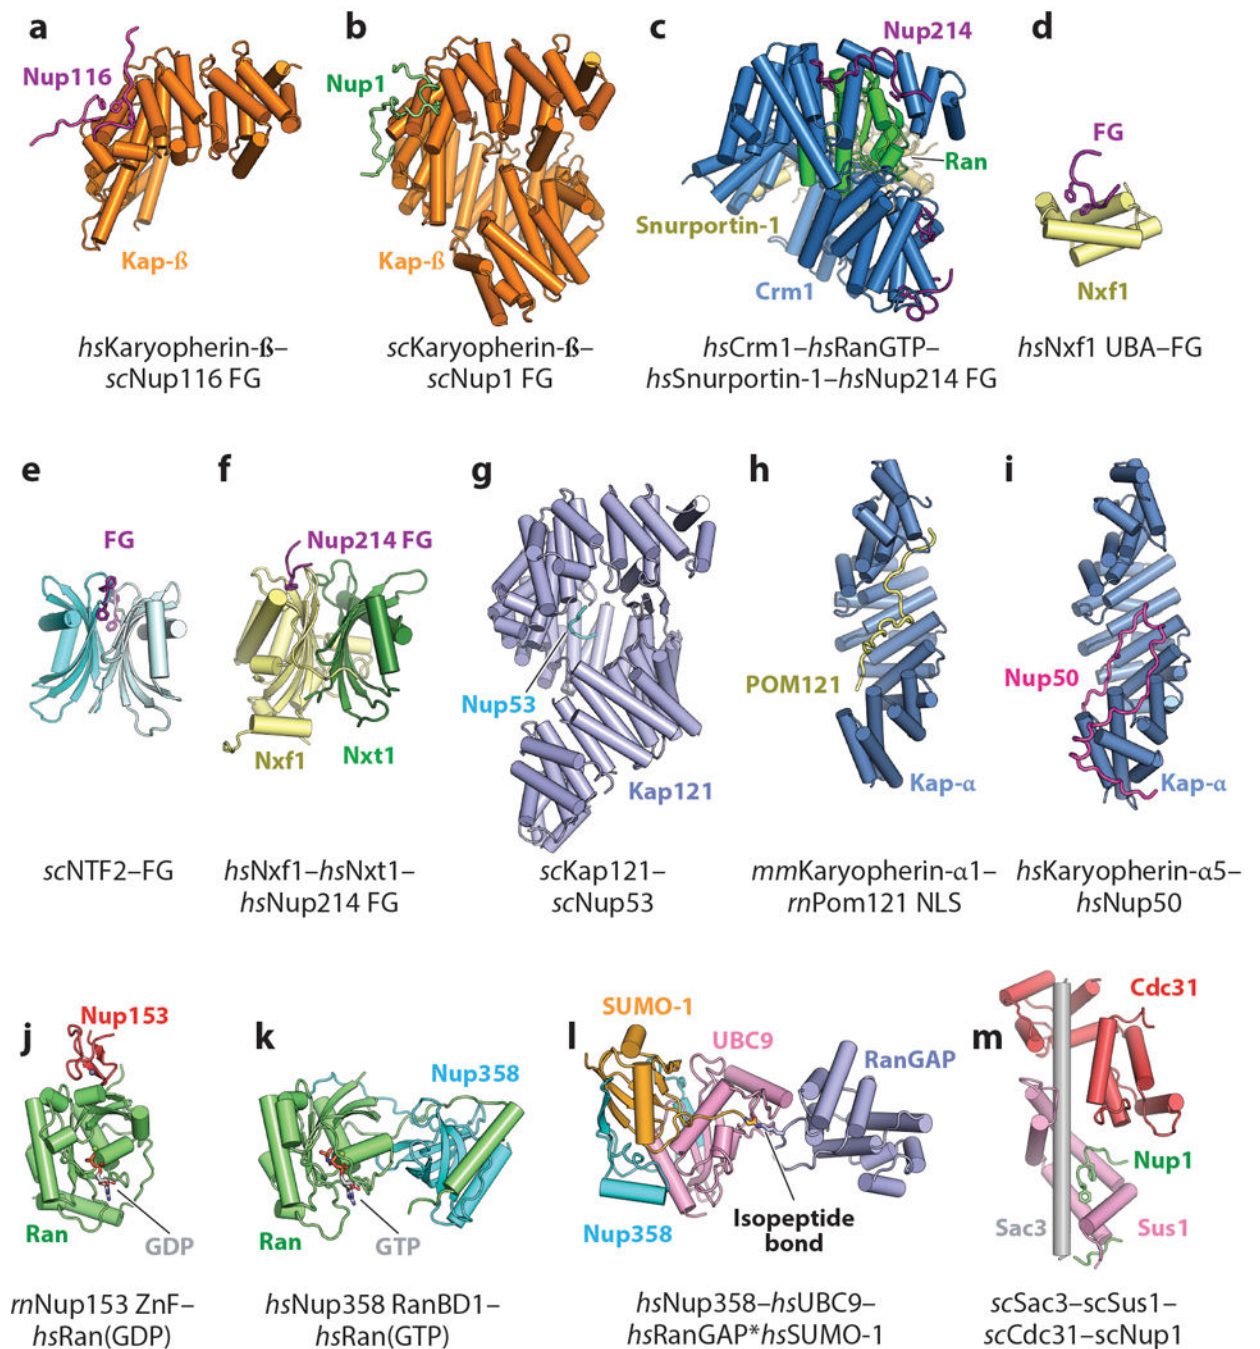 a
Nup116
Kap-ß
hsKaryopherin-ß–
scNup116 FG
b
Nup1
Kap-ß
scKaryopherin-ß–
scNup1 FG
c
Nup214
Ran
Snurportin-1
Crm1
hsCrm1–hsRanGTP–
hsSnurportin-1–hsNup214 FG
d
FG
Nxf1
hsNxf1 UBA–FG
e
FG
scNTF2–FG
f
Nup214 FG
Nxf1
Nxt1
hsNxf1–hsNxt1–
hsNup214 FG
g
Nup53
Kap121
scKap121–
scNup53
h
POM121
Kap-α
mmKaryopherin-α1–
rnPom121 NLS
i
Nup50
Kap-α
hsKaryopherin-α5–
hsNup50
j
Nup153
Ran
GDP
rnNup153 ZnF–
hsRan(GDP)
k
Nup358
Ran
GTP
hsNup358 RanBD1–
hsRan(GTP)
l
SUMO-1
UBC9
RanGAP
Nup358
Isopeptide
bond
hsNup358–hsUBC9–
hsRanGAP*hsSUMO-1
m
Cdc31
Nup1
Sac3
Sus1
scSac3–scSus1–
scCdc31–scNup1